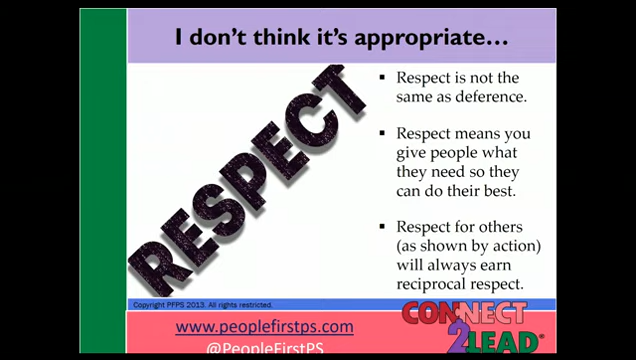 I don't think it's appropriate…
RESPECT
▪ Respect is not the
same as deference.
▪ Respect means you
give people what
they need so they
can do their best.
▪ Respect for others
(as shown by action)
will always earn
reciprocal respect.
Copyright PFPS 2013. All rights restricted.
www.peoplefirstps.com
@PeopleFirstPS
CONNECT
2LEAD®